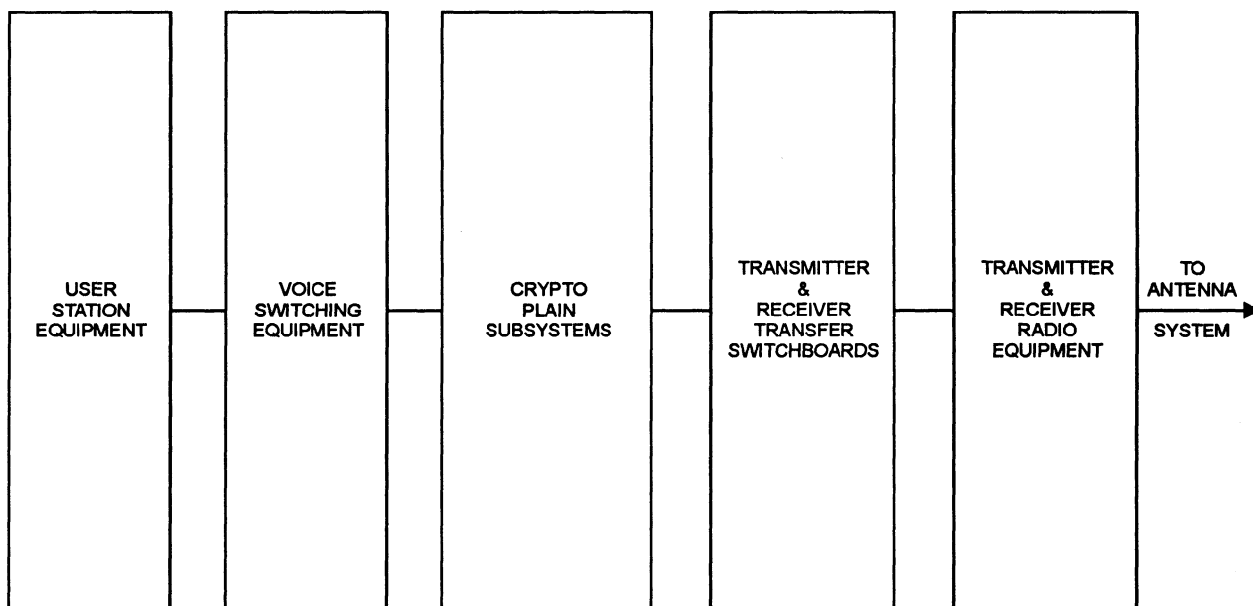 USER
STATION
EQUIPMENT
VOICE
SWITCHING
EQUIPMENT
CRYPTO
PLAIN
SUBSYSTEMS
TRANSMITTER
&
RECEIVER
TRANSFER
SWITCHBOARDS
TRANSMITTER
&
RECEIVER
RADIO
EQUIPMENT
TO
ANTENNA
SYSTEM